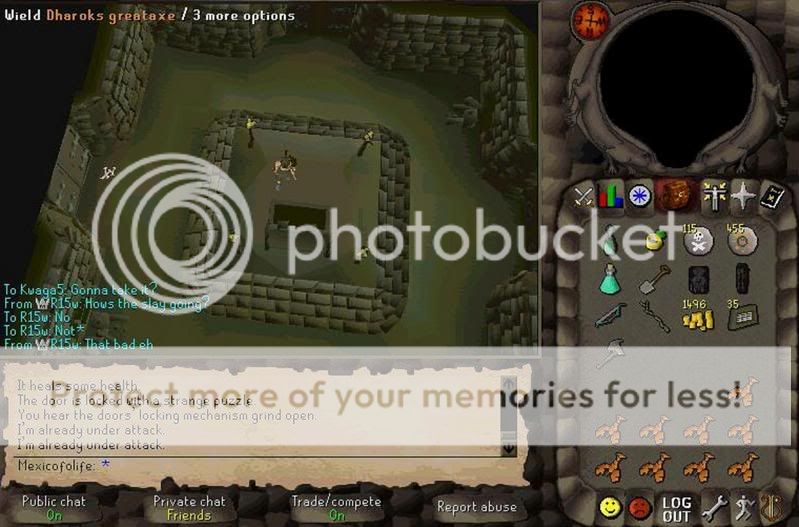 Wield Dharoks greataxe / 3 more options
photobucket
115
455
1496
35
To Kwaga5: Gonna take it?
From R15w: Hows the slay going?
To R15w: No
To R15w: Not*
From R15w: That bad eh
Protect more of your memories for less!
It heals some health.
The door is locked with a strange puzzle
You hear the doors' locking mechanism grind open.
I'm already under attack.
I'm already under attack.
Mexicofolife: *
Public chat
On
Private chat
Friends
Trade/compete
On
Report abuse
LOG
OUT